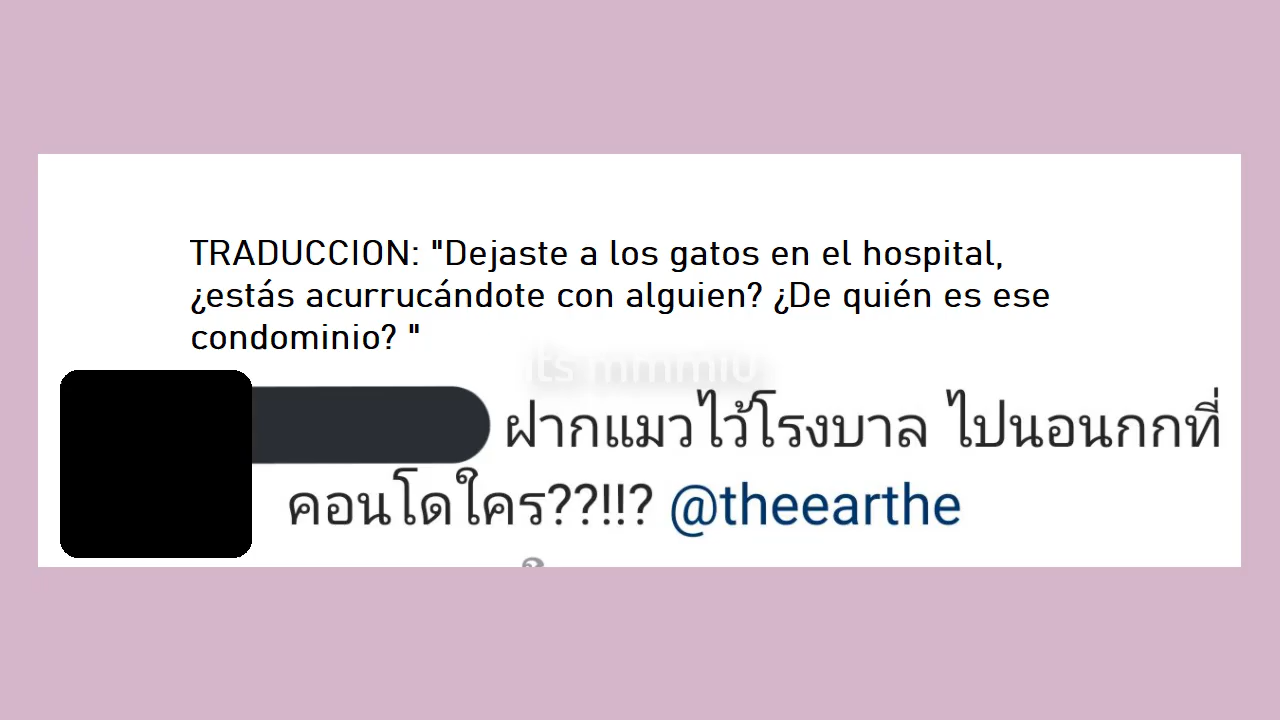 TRADUCCION: "Dejaste a los gatos en el hospital,
¿estás acurrucándote con alguien? ¿De quién es ese
condominio? "
its mmmiu
ฝากแมวไว้โรงบาล ไปนอนกกที่
คอนโดใคร??!!? @theearthe